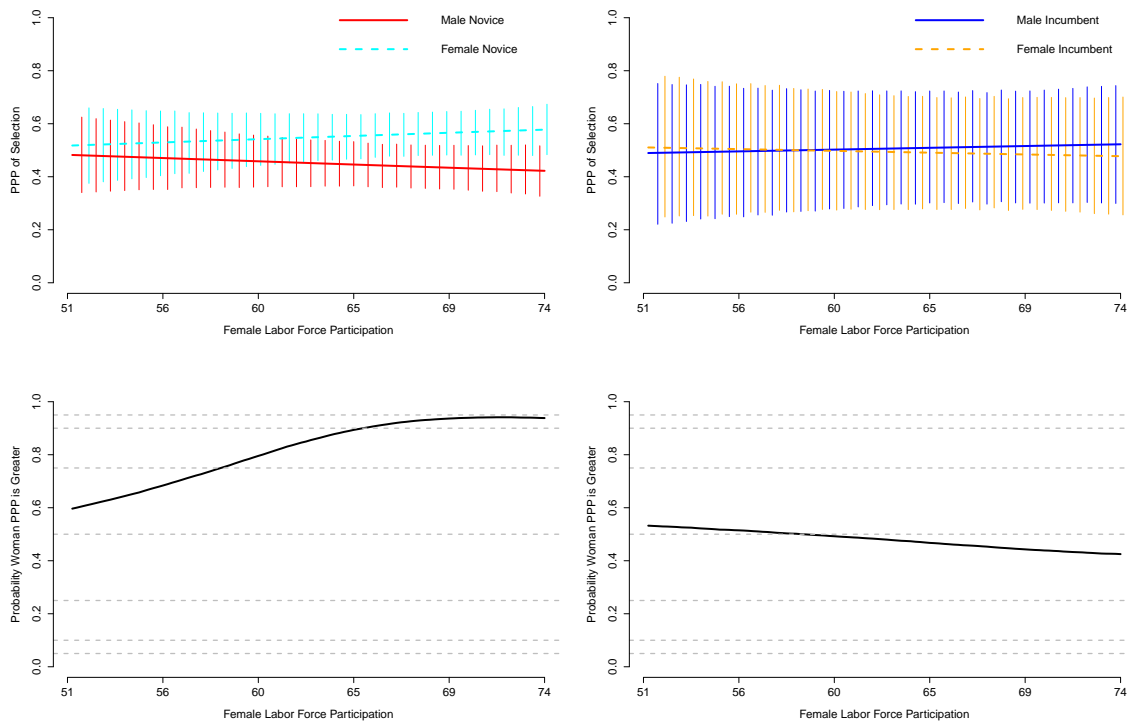 Male Novice
Female Novice
PPP of Selection
0.0 0.2 0.4 0.6 0.8 1.0
51 56 60 65 69 74
Female Labor Force Participation
Male Incumbent
Female Incumbent
PPP of Selection
0.0 0.2 0.4 0.6 0.8 1.0
51 56 60 65 69 74
Female Labor Force Participation
Probability Woman PPP is Greater
0.0 0.2 0.4 0.6 0.8 1.0
51 56 60 65 69 74
Female Labor Force Participation
Probability Woman PPP is Greater
0.0 0.2 0.4 0.6 0.8 1.0
51 56 60 65 69 74
Female Labor Force Participation